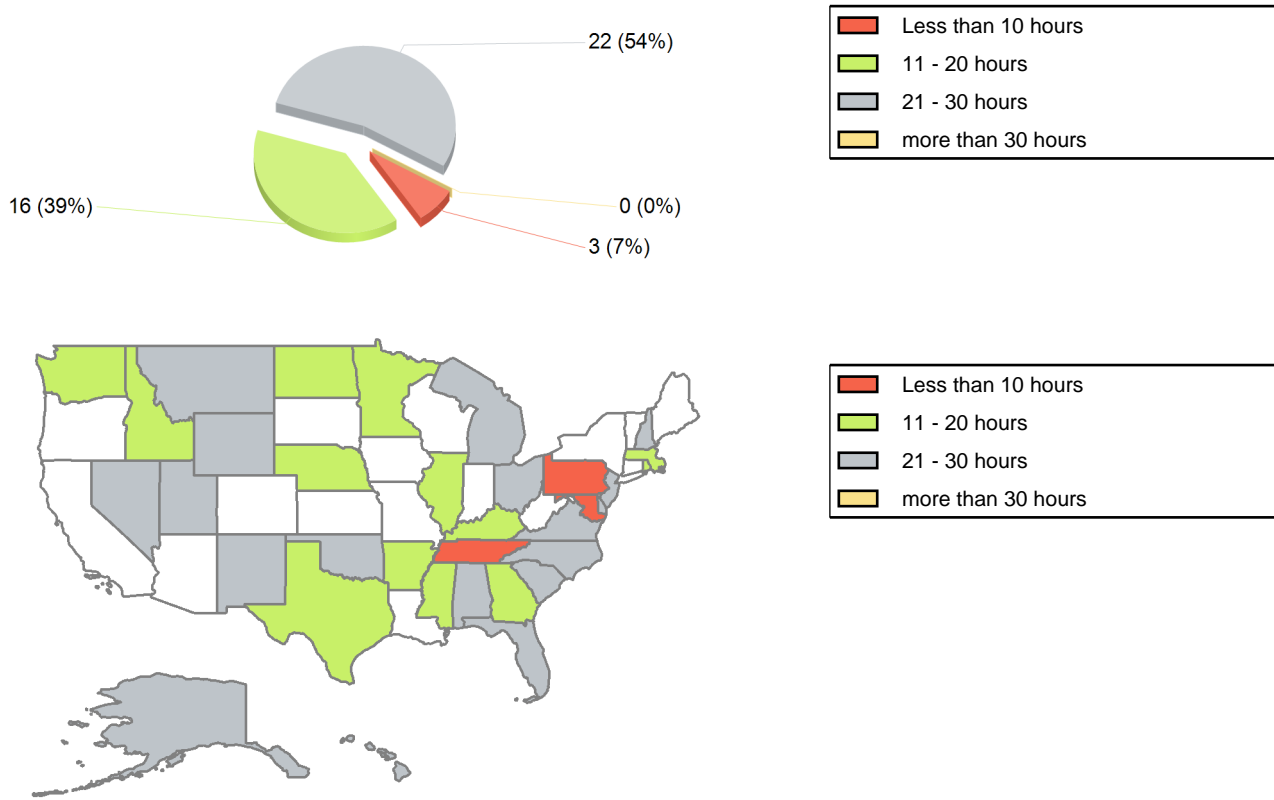 22 (54%)
16 (39%)
0 (0%)
3 (7%)
Less than 10 hours
11 - 20 hours
21 - 30 hours
more than 30 hours
Less than 10 hours
11 - 20 hours
21 - 30 hours
more than 30 hours